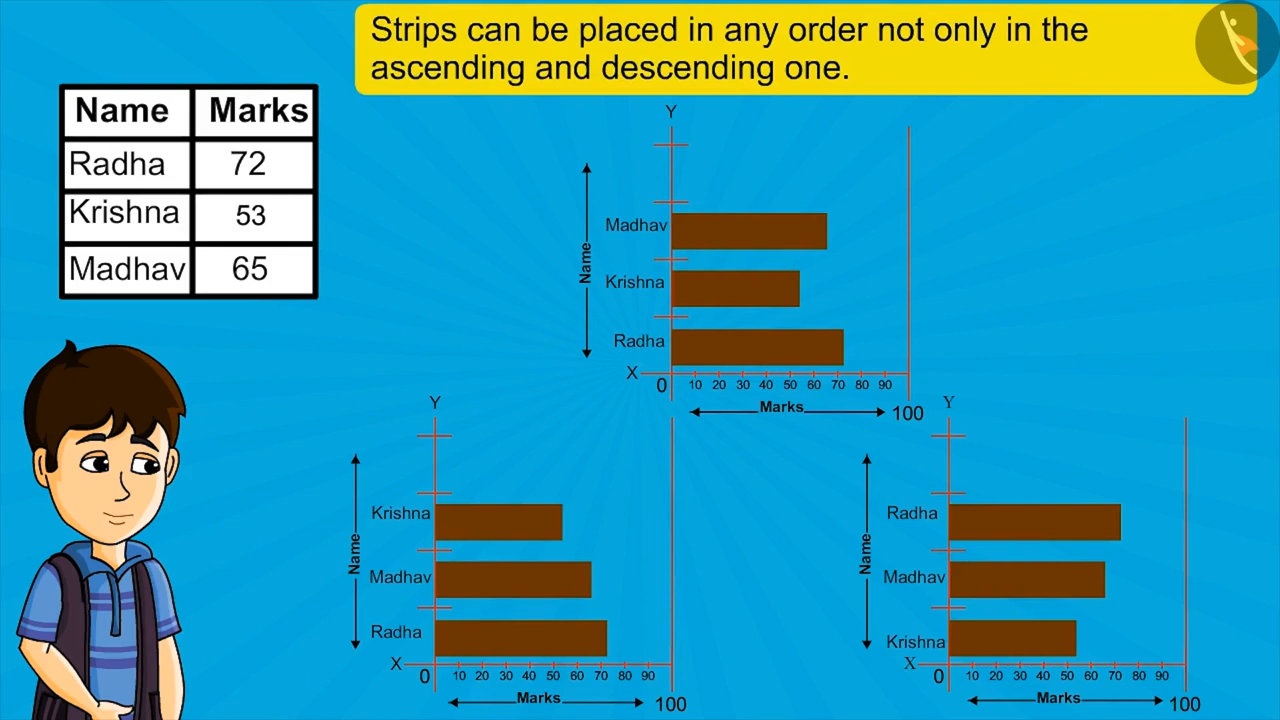 Strips can be placed in any order not only in the
ascending and descending one.
Name Marks
Radha 72
Krishna 53
Madhav 65
Y
Name
Madhav
Krishna
Radha
X
0 10 20 30 40 50 60 70 80 90 100
Marks
Y
Name
Krishna
Madhav
Radha
X
0 10 20 30 40 50 60 70 80 90 100
Marks
Y
Name
Radha
Madhav
Krishna
X
0 10 20 30 40 50 60 70 80 90 100
Marks